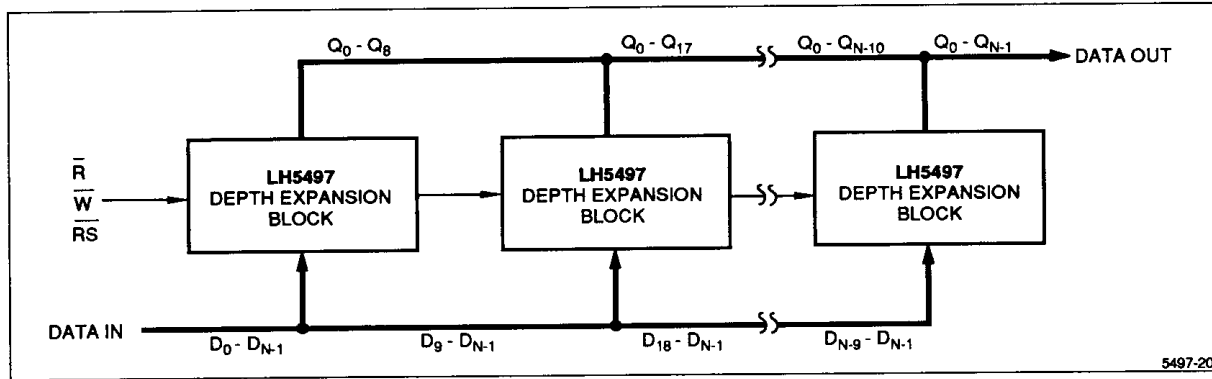 Q0 - Q8
Q0 - Q17
Q0 - QN-10
Q0 - QN-1
DATA OUT
R̅
W̅
R̅S̅
LH5497
DEPTH EXPANSION
BLOCK
LH5497
DEPTH EXPANSION
BLOCK
LH5497
DEPTH EXPANSION
BLOCK
DATA IN
D0 - DN-1
D9 - DN-1
D18 - DN-1
DN-9 - DN-1
5497-20